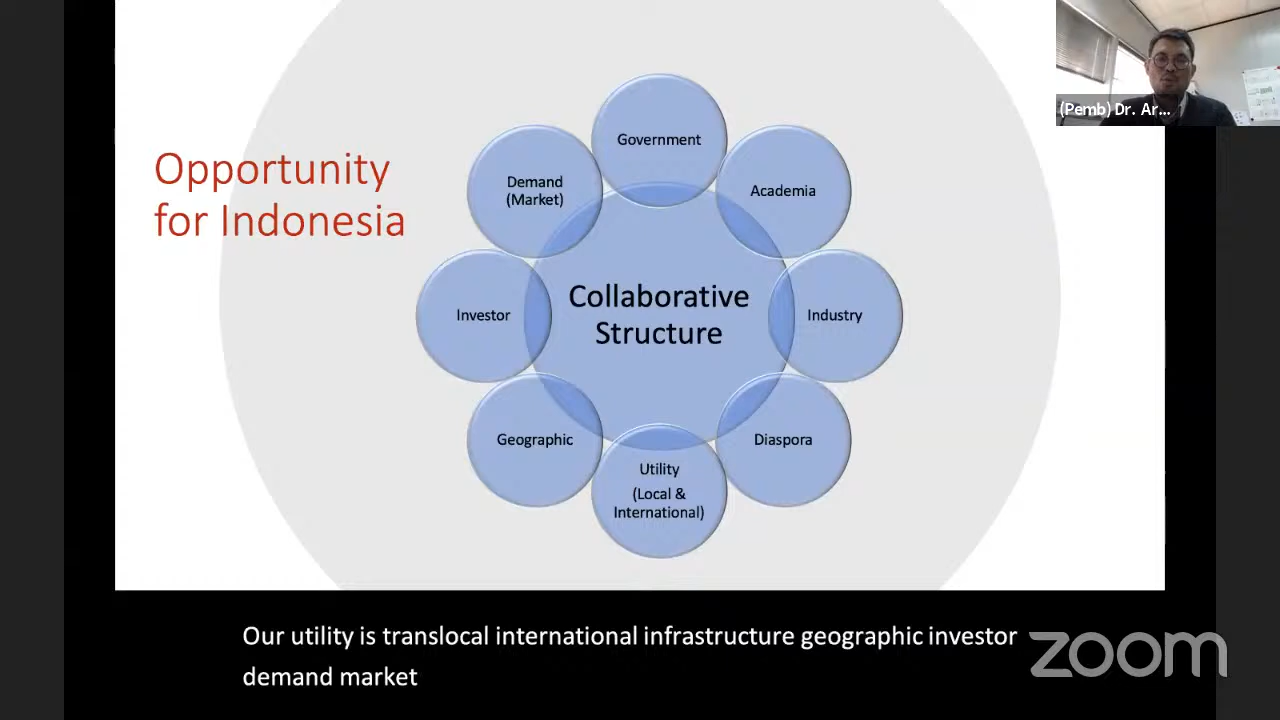 Opportunity
for Indonesia
Government
Academia
Industry
Diaspora
Utility
(Local &
International)
Geographic
Investor
Demand
(Market)
Collaborative
Structure
(Pemb) Dr. Ar...
Our utility is translocal international infrastructure geographic investor
demand market
zoom